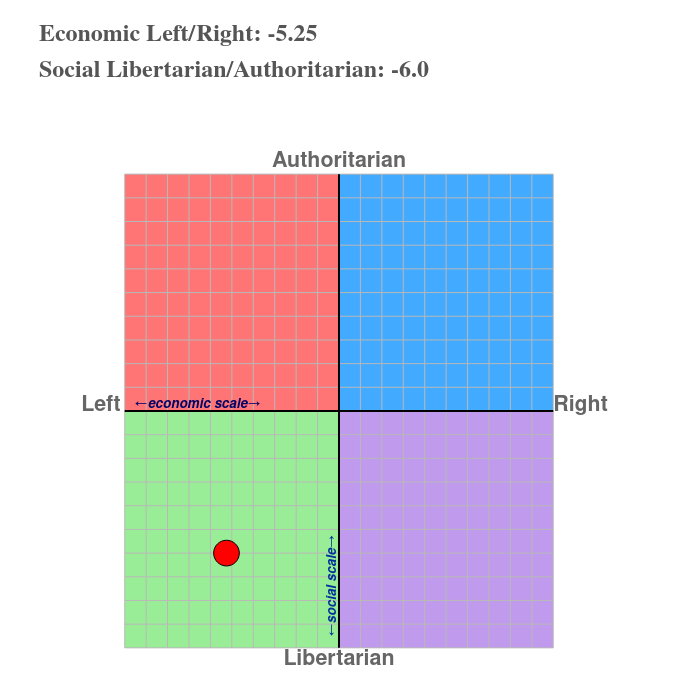 Economic Left/Right: -5.25
Social Libertarian/Authoritarian: -6.0
Authoritarian
Left
←economic scale→
Right
←social scale→
Libertarian